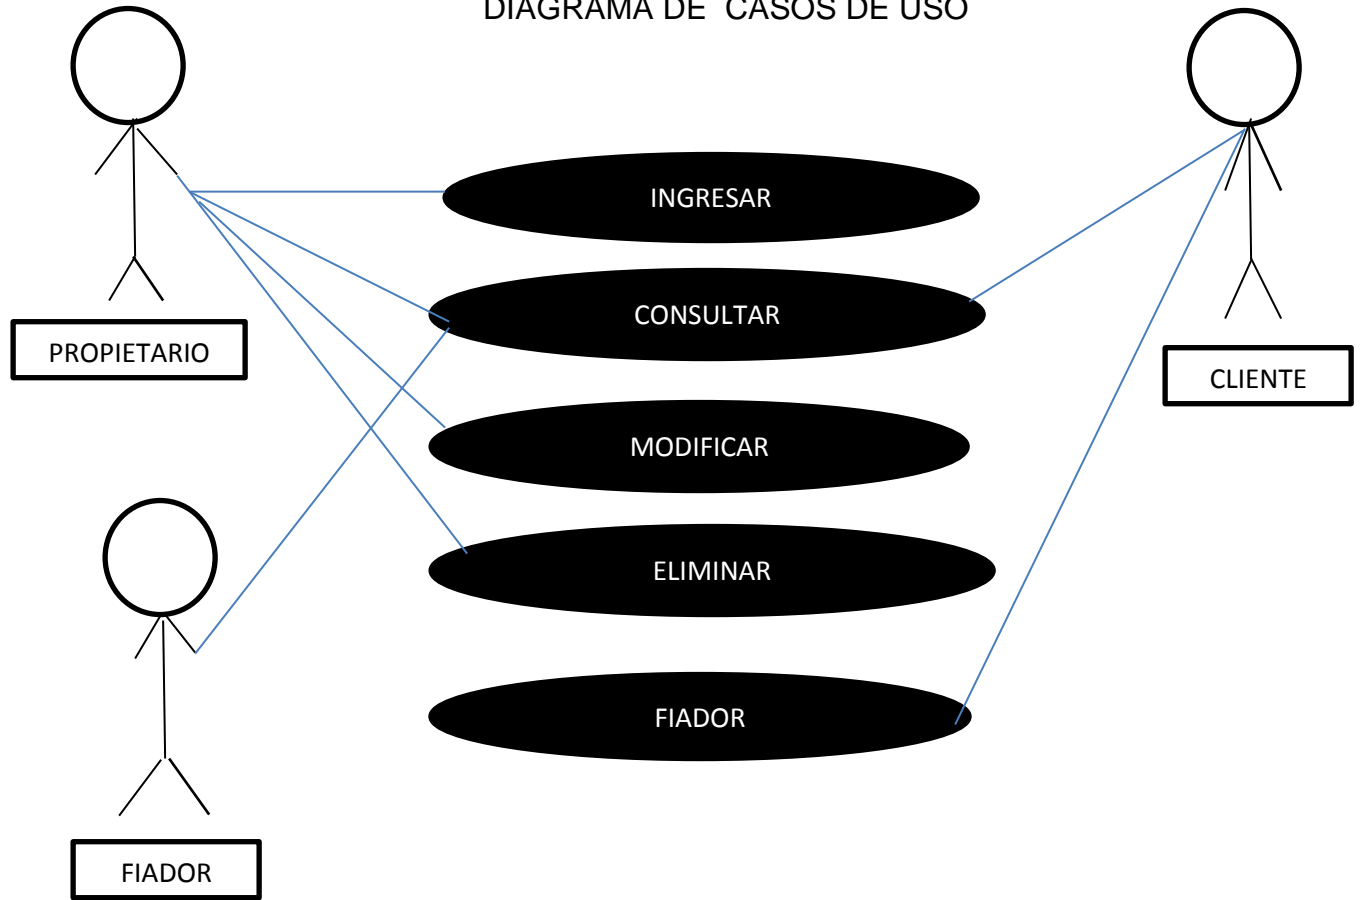 DIAGRAMA DE CASOS DE USO
INGRESAR
CONSULTAR
PROPIETARIO
CLIENTE
MODIFICAR
ELIMINAR
FIADOR
FIADOR